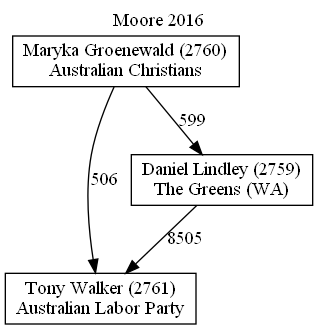 Moore 2016
Maryka Groenewald (2760)
Australian Christians
599
Daniel Lindley (2759)
The Greens (WA)
506
8505
Tony Walker (2761)
Australian Labor Party